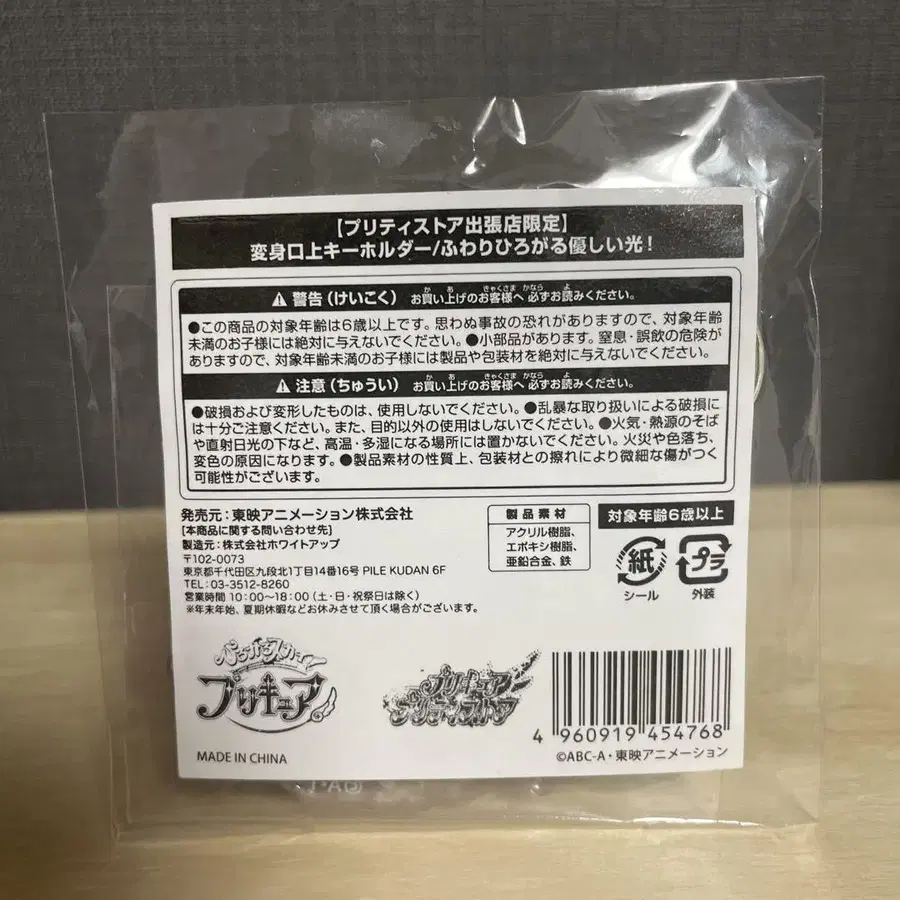 【プリティストア出張店限定】
変身口上キーホルダー/ふわりひろがる優しい光!
⚠ 警告(けいこく) お買い上げのお客様へ 必ずお読みください。
●この商品の対象年齢は6歳以上です。思わぬ事故の恐れがありますので、対象年齢
未満のお子様には絶対に与えないでください。●小部品があります。窒息・誤飲の危険が
ありますので、対象年齢未満のお子様には製品や包装材を絶対に与えないでください。
⚠ 注意(ちゅうい) お買い上げのお客様へ 必ずお読みください。
●破損および変形したものは、使用しないでください。●乱暴な取り扱いによる破損に
は十分ご注意ください。また、目的以外の使用はしないでください。●火気・熱源のそば
や直射日光の下など、高温・多湿になる場所には置かないでください。火災や色落ち、
変色の原因になります。●製品素材の性質上、包装材との擦れにより微細な傷がつく
可能性がございます。
発売元:東映アニメーション株式会社
[本商品に関する問い合わせ先]
製造元:株式会社ホワイトアップ
〒102-0073
東京都千代田区九段北1丁目14番16号 PILE KUDAN 6F
TEL:03-3512-8260
営業時間 10:00〜18:00(土・日・祝祭日は除く)
※年末年始、夏期休暇などお休みさせて頂く場合がございます。
製品素材
アクリル樹脂、
エポキシ樹脂、
亜鉛合金、鉄
対象年齢6歳以上
紙
シール
プラ
外装
ひろがるスカイ!
プリキュア
プリキュア
プリティストア
4 960919 454768
MADE IN CHINA
©ABC-A・東映アニメーション